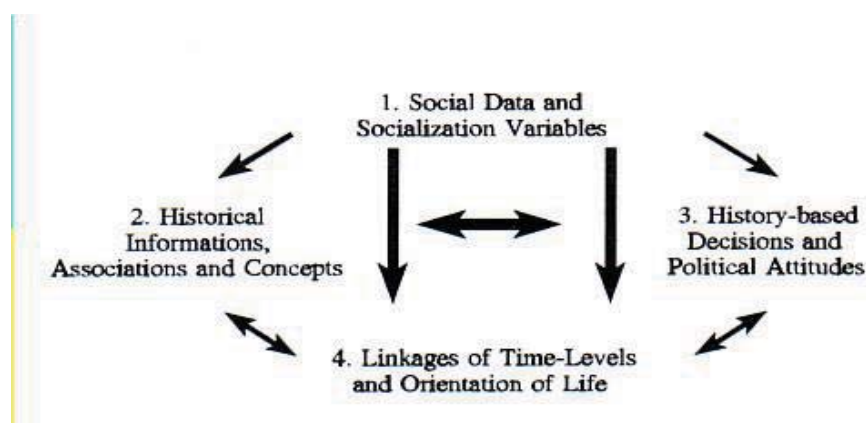 1. Social Data and
Socialization Variables
2. Historical
Informations,
Associations and Concepts
3. History-based
Decisions and
Political Attitudes
4. Linkages of Time-Levels
and Orientation of Life